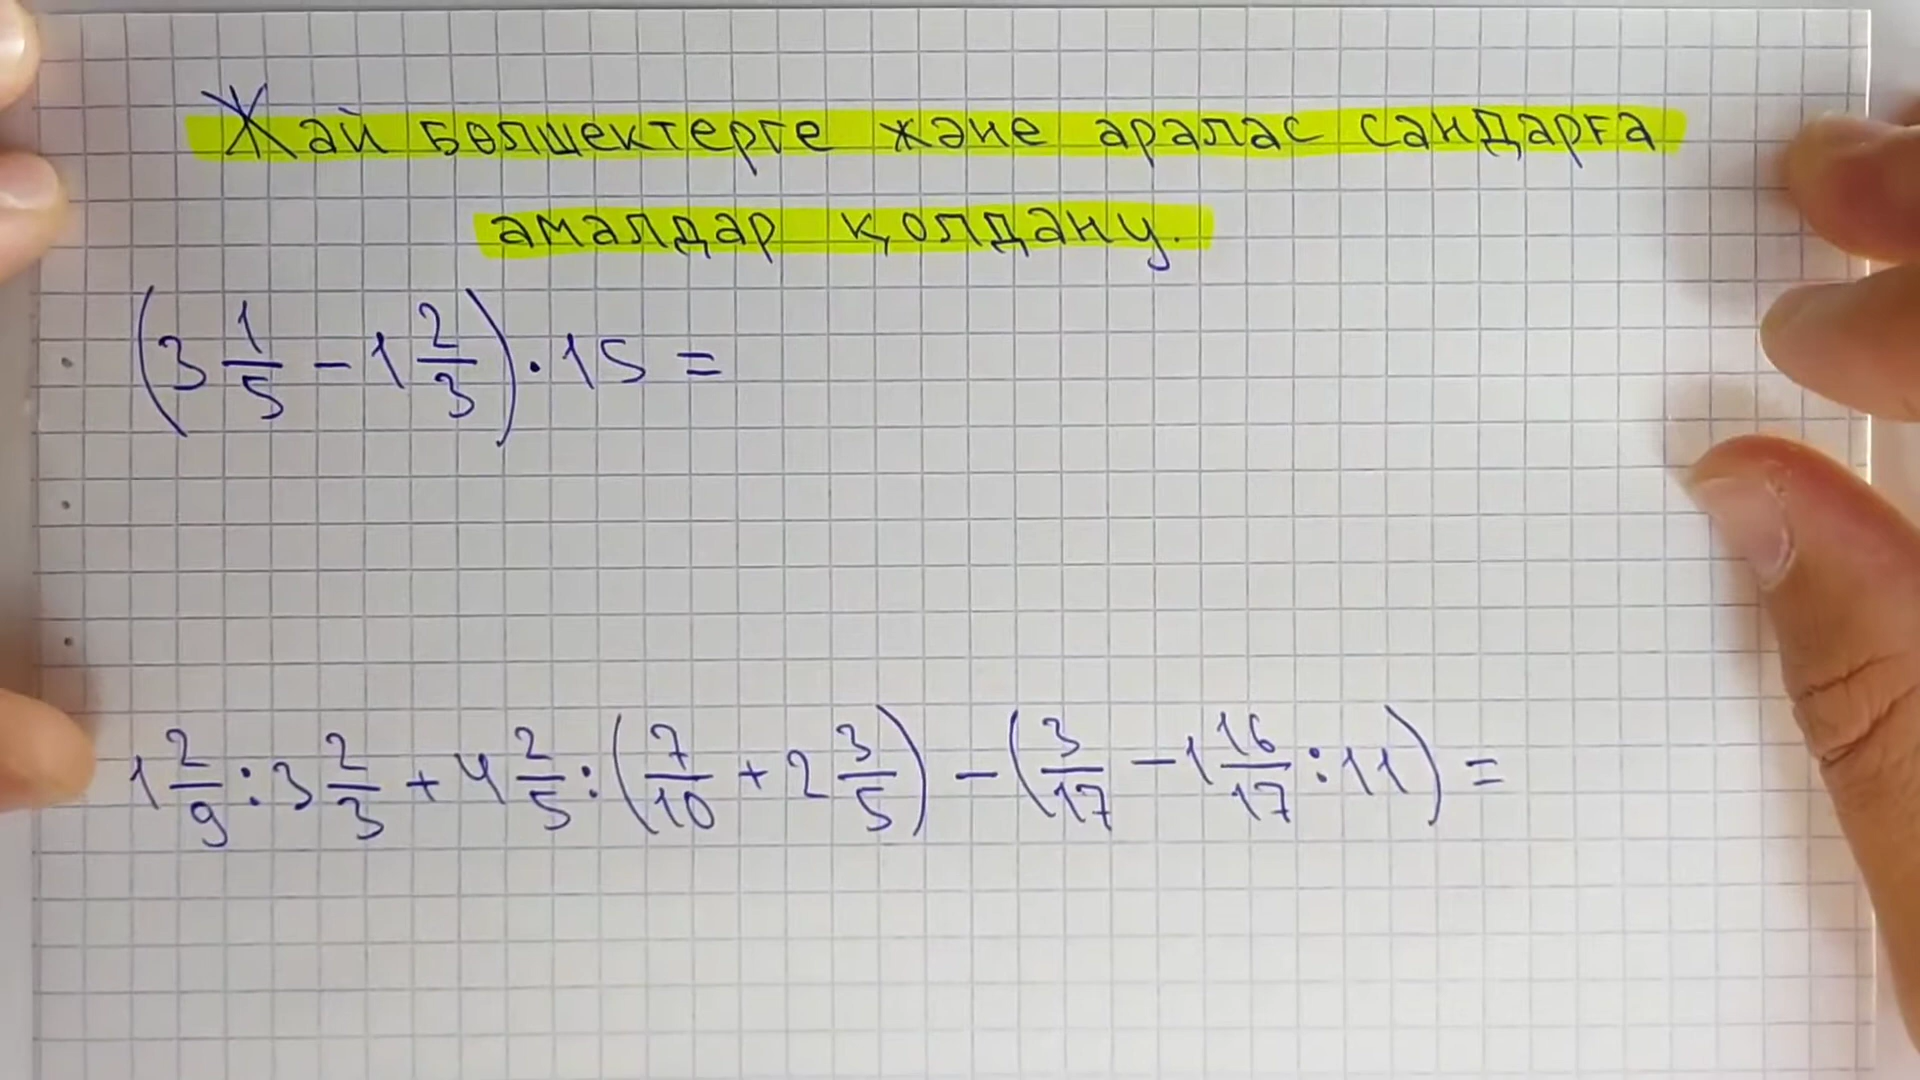 Жай бөлшектерге және аралас сандарға
амалдар қолдану.
(3 1/5 − 1 2/3) · 15 =
1 2/9 : 3 2/3 + 4 2/5 : (7/10 + 2 3/5) − (3/17 − 1 16/17 : 11) =